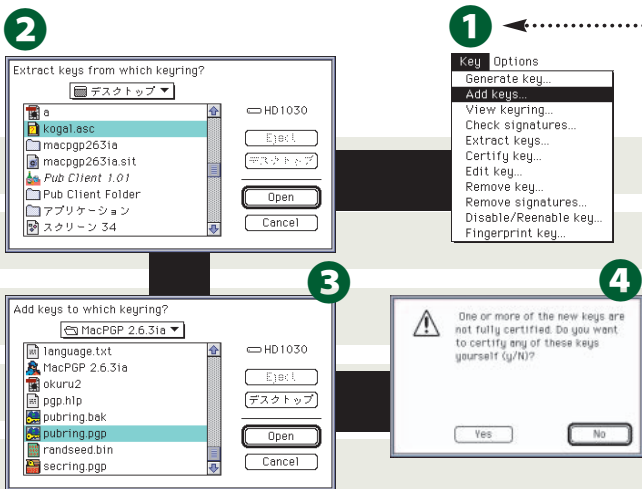 1
Key Options
Generate key...
Add keys...
View keyring...
Check signatures...
Extract keys...
Certify key...
Edit key...
Remove key...
Remove signatures...
Disable/Reenable key...
Fingerprint key...
2
Extract keys from which keyring?
デスクトップ
a
kogal.asc
macpgp263ia
macpgp263ia.sit
Pub Client 1.01
Pub Client Folder
アプリケーション
スクリーン 34
HD1030
Eject
デスクトップ
Open
Cancel
3
Add keys to which keyring?
MacPGP 2.6.3ia
language.txt
MacPGP 2.6.3ia
okuru2
pgp.hlp
pubring.bak
pubring.pgp
randseed.bin
secring.pgp
HD1030
Eject
デスクトップ
Open
Cancel
4
One or more of the new keys are
not fully certified. Do you want
to certify any of these keys
yourself (y/N)?
Yes
No